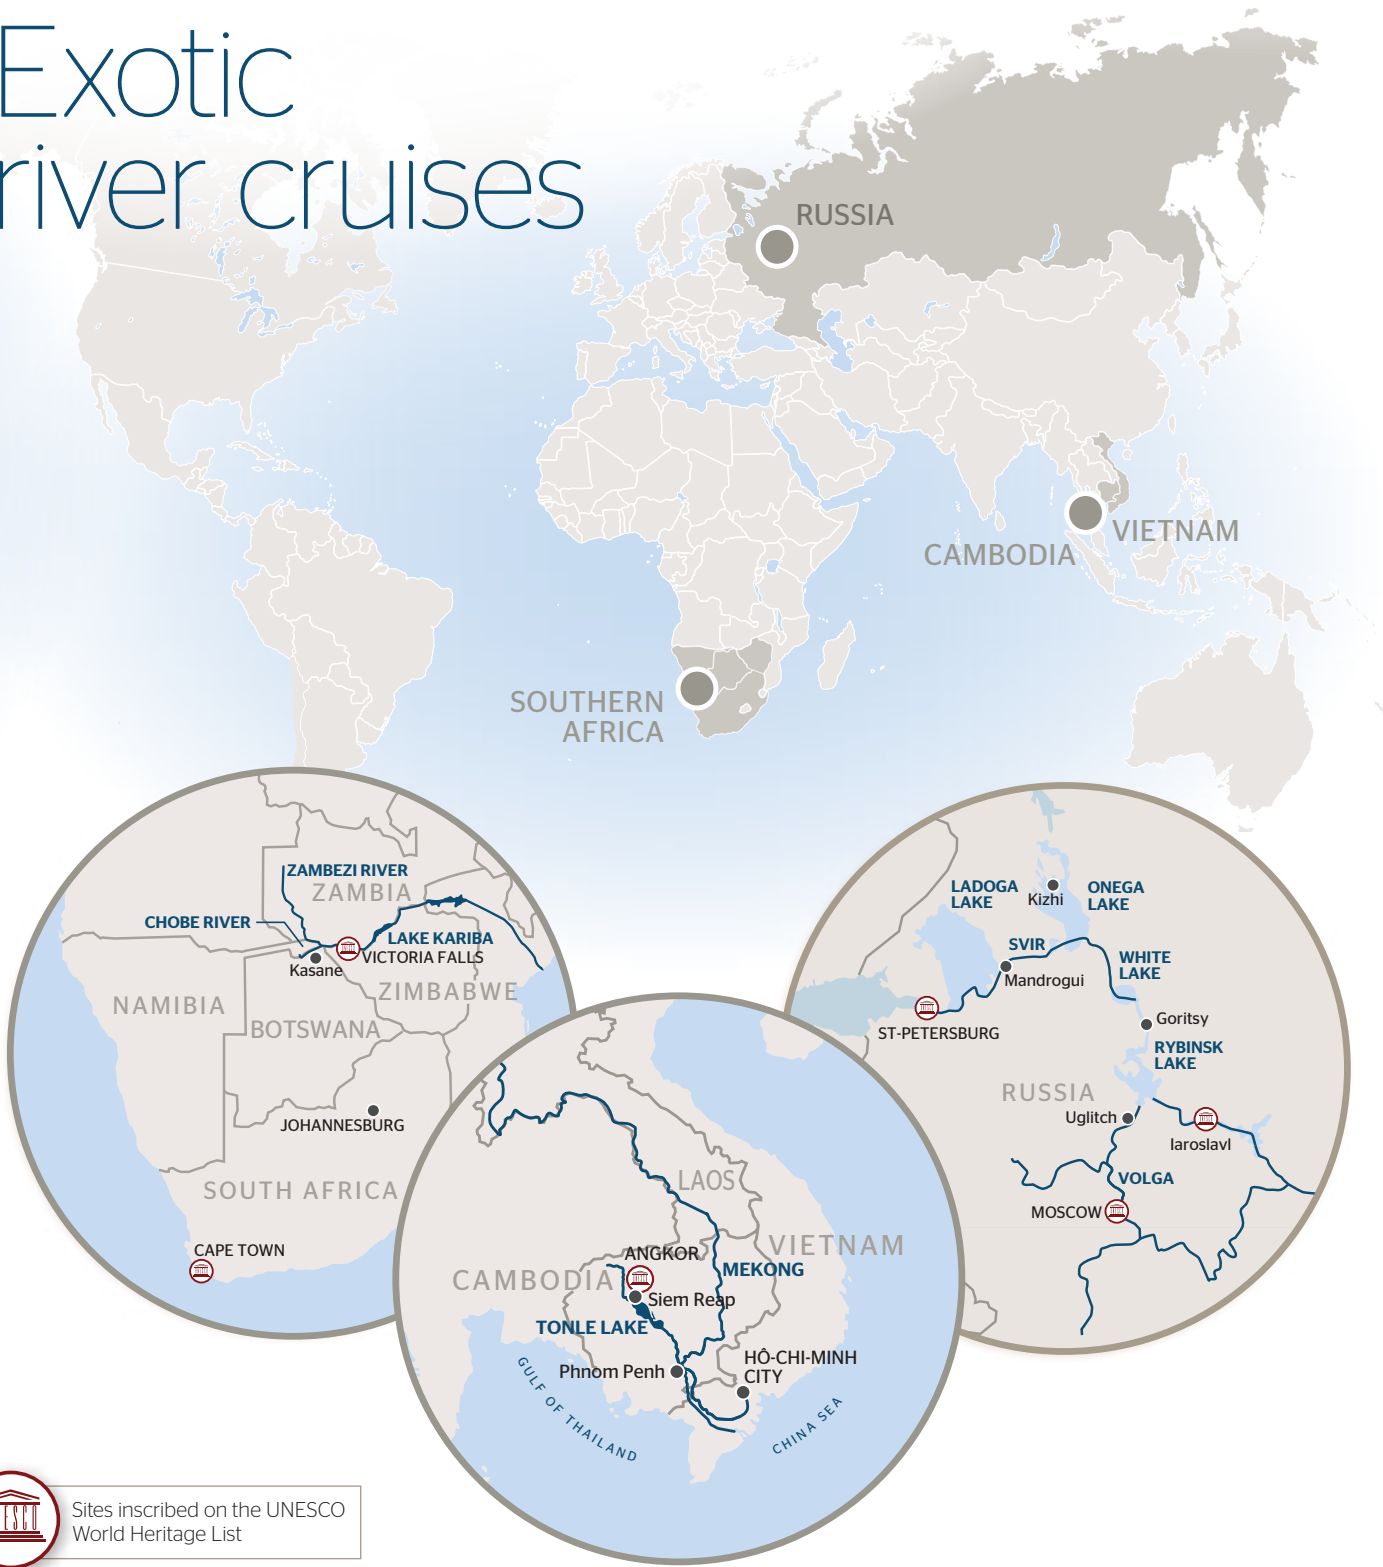 Exotic
river cruises
RUSSIA
VIETNAM
CAMBODIA
SOUTHERN
AFRICA
ZAMBEZI RIVER
ZAMBIA
CHOBE RIVER
LAKE KARIBA
VICTORIA FALLS
Kasane
ZIMBABWE
NAMIBIA
BOTSWANA
JOHANNESBURG
SOUTH AFRICA
CAPE TOWN
LADOGA
LAKE
Kizhi
ONEGA
LAKE
SVIR
WHITE
LAKE
Mandrogui
ST-PETERSBURG
Goritsy
RYBINSK
LAKE
RUSSIA
Uglitch
Iaroslavl
VOLGA
MOSCOW
LAOS
VIETNAM
ANGKOR
MEKONG
CAMBODIA
Siem Reap
TONLE LAKE
Phnom Penh
HÔ-CHI-MINH
CITY
GULF OF THAILAND
CHINA SEA
Sites inscribed on the UNESCO
World Heritage List